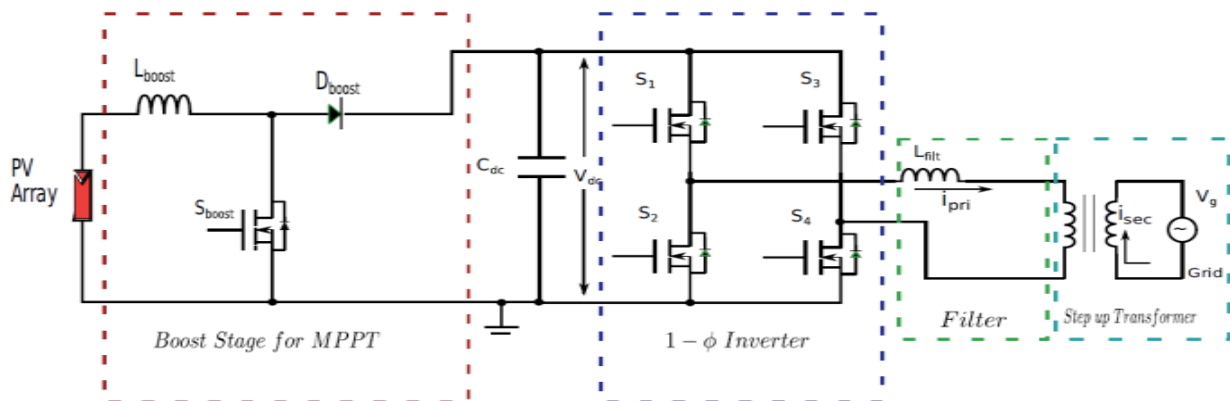 L_boost
D_boost
PV
Array
S_boost
C_dc
V_dc
S_1
S_3
S_2
S_4
L_filt
i_pri
i_sec
V_g
~
Grid
Boost Stage for MPPT
1 − ϕ Inverter
Filter
Step up Transformer